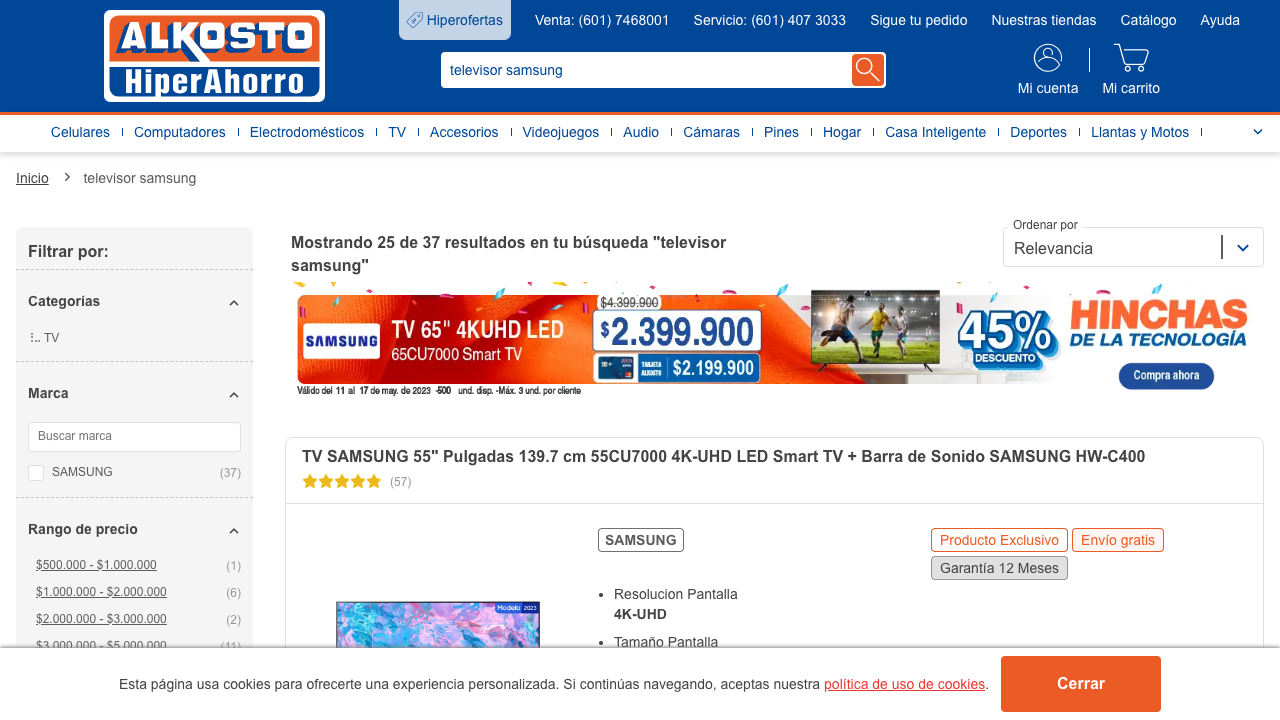 ALKOSTO
HiperAhorro
Hiperofertas
Venta: (601) 7468001
Servicio: (601) 407 3033
Sigue tu pedido
Nuestras tiendas
Catálogo
Ayuda
televisor samsung
Mi cuenta
Mi carrito
Celulares
Computadores
Electrodomésticos
TV
Accesorios
Videojuegos
Audio
Cámaras
Pines
Hogar
Casa Inteligente
Deportes
Llantas y Motos
Inicio
televisor samsung
Filtrar por:
Categorías
TV
Marca
Buscar marca
SAMSUNG (37)
Rango de precio
$500.000 - $1.000.000 (1)
$1.000.000 - $2.000.000 (6)
$2.000.000 - $3.000.000 (2)
$3.000.000 - $5.000.000 (11)
Mostrando 25 de 37 resultados en tu búsqueda "televisor
samsung"
Ordenar por
Relevancia
SAMSUNG
TV 65" 4KUHD LED
65CU7000 Smart TV
$4.399.900
$2.399.900
TARJETA
ALKOSTO
$2.199.900
45%
DESCUENTO
HINCHAS
DE LA TECNOLOGÍA
Compra ahora
Válido del 11 al 17 de may. de 2023 -500 und. disp. -Máx. 3 und. por cliente
TV SAMSUNG 55" Pulgadas 139.7 cm 55CU7000 4K-UHD LED Smart TV + Barra de Sonido SAMSUNG HW-C400
(57)
SAMSUNG
Producto Exclusivo
Envío gratis
Garantía 12 Meses
Resolucion Pantalla
4K-UHD
Tamaño Pantalla
Modelo 2023
Esta página usa cookies para ofrecerte una experiencia personalizada. Si continúas navegando, aceptas nuestra política de uso de cookies.
Cerrar